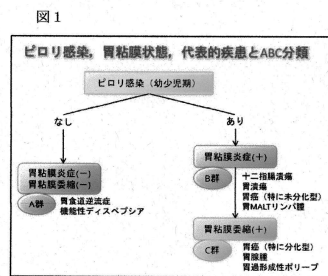 図1
ピロリ感染，胃粘膜状態，代表的疾患とABC分類
ピロリ感染（幼少児期）
なし
あり
胃粘膜炎症(－)
胃粘膜萎縮(－)
A群
胃食道逆流症
機能性ディスペプシア
胃粘膜炎症(＋)
B群
十二指腸潰瘍
胃潰瘍
胃癌（特に未分化型）
胃MALTリンパ腫
胃粘膜萎縮(＋)
C群
胃癌（特に分化型）
胃腺腫
胃過形成性ポリープ